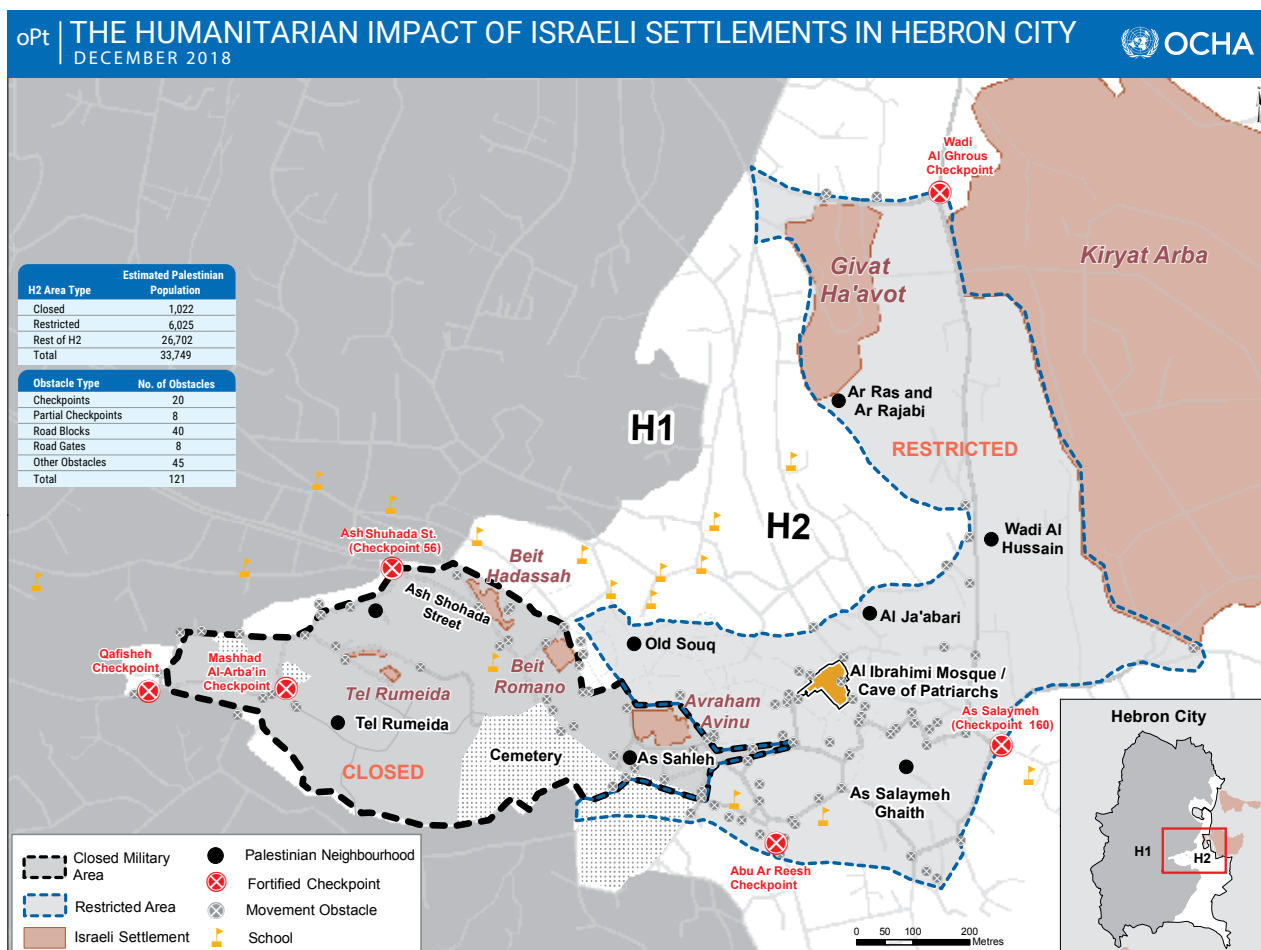 oPt
THE HUMANITARIAN IMPACT OF ISRAELI SETTLEMENTS IN HEBRON CITY
DECEMBER 2018
OCHA
Wadi
Al Ghrous
Checkpoint
Kiryat Arba
Givat
Ha'avot
H2 Area Type Estimated Palestinian
Population
Closed 1,022
Restricted 6,025
Rest of H2 26,702
Total 33,749
Obstacle Type No. of Obstacles
Checkpoints 20
Partial Checkpoints 8
Road Blocks 40
Road Gates 8
Other Obstacles 45
Total 121
Ar Ras and
Ar Rajabi
H1
RESTRICTED
H2
Wadi Al
Hussain
Ash Shuhada St.
(Checkpoint 56)
Beit
Hadassah
Ash Shohada
Street
Al Ja'abari
Old Souq
Qafisheh
Checkpoint
Mashhad
Al-Arba'in
Checkpoint
Beit
Romano
Tel Rumeida
Al Ibrahimi Mosque /
Cave of Patriarchs
Avraham
Avinu
Tel Rumeida
As Salaymeh
(Checkpoint 160)
Cemetery
As Sahleh
CLOSED
As Salaymeh
Ghaith
Abu Ar Reesh
Checkpoint
Hebron City
H1
H2
Closed Military
Area
Restricted Area
Israeli Settlement
Palestinian Neighbourhood
Fortified Checkpoint
Movement Obstacle
School
0 50 100 200
Metres